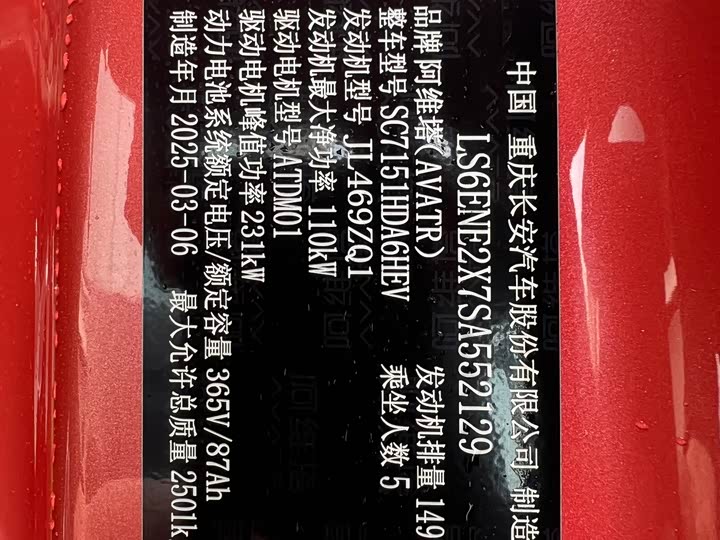 中国 重庆长安汽车股份有限公司 制造
LS6ENE2X7SA552129
品牌 阿维塔(AVATR) 发动机排量 149
整车型号 SC7151HDA6HEV 乘坐人数 5
发动机型号 JL469ZQ1
发动机最大净功率 110kW
驱动电机型号 ATDM01
驱动电机峰值功率 231kW
动力电池系统额定电压/额定容量 365V/87Ah
制造年月 2025-03-06 最大允许总质量 2501k